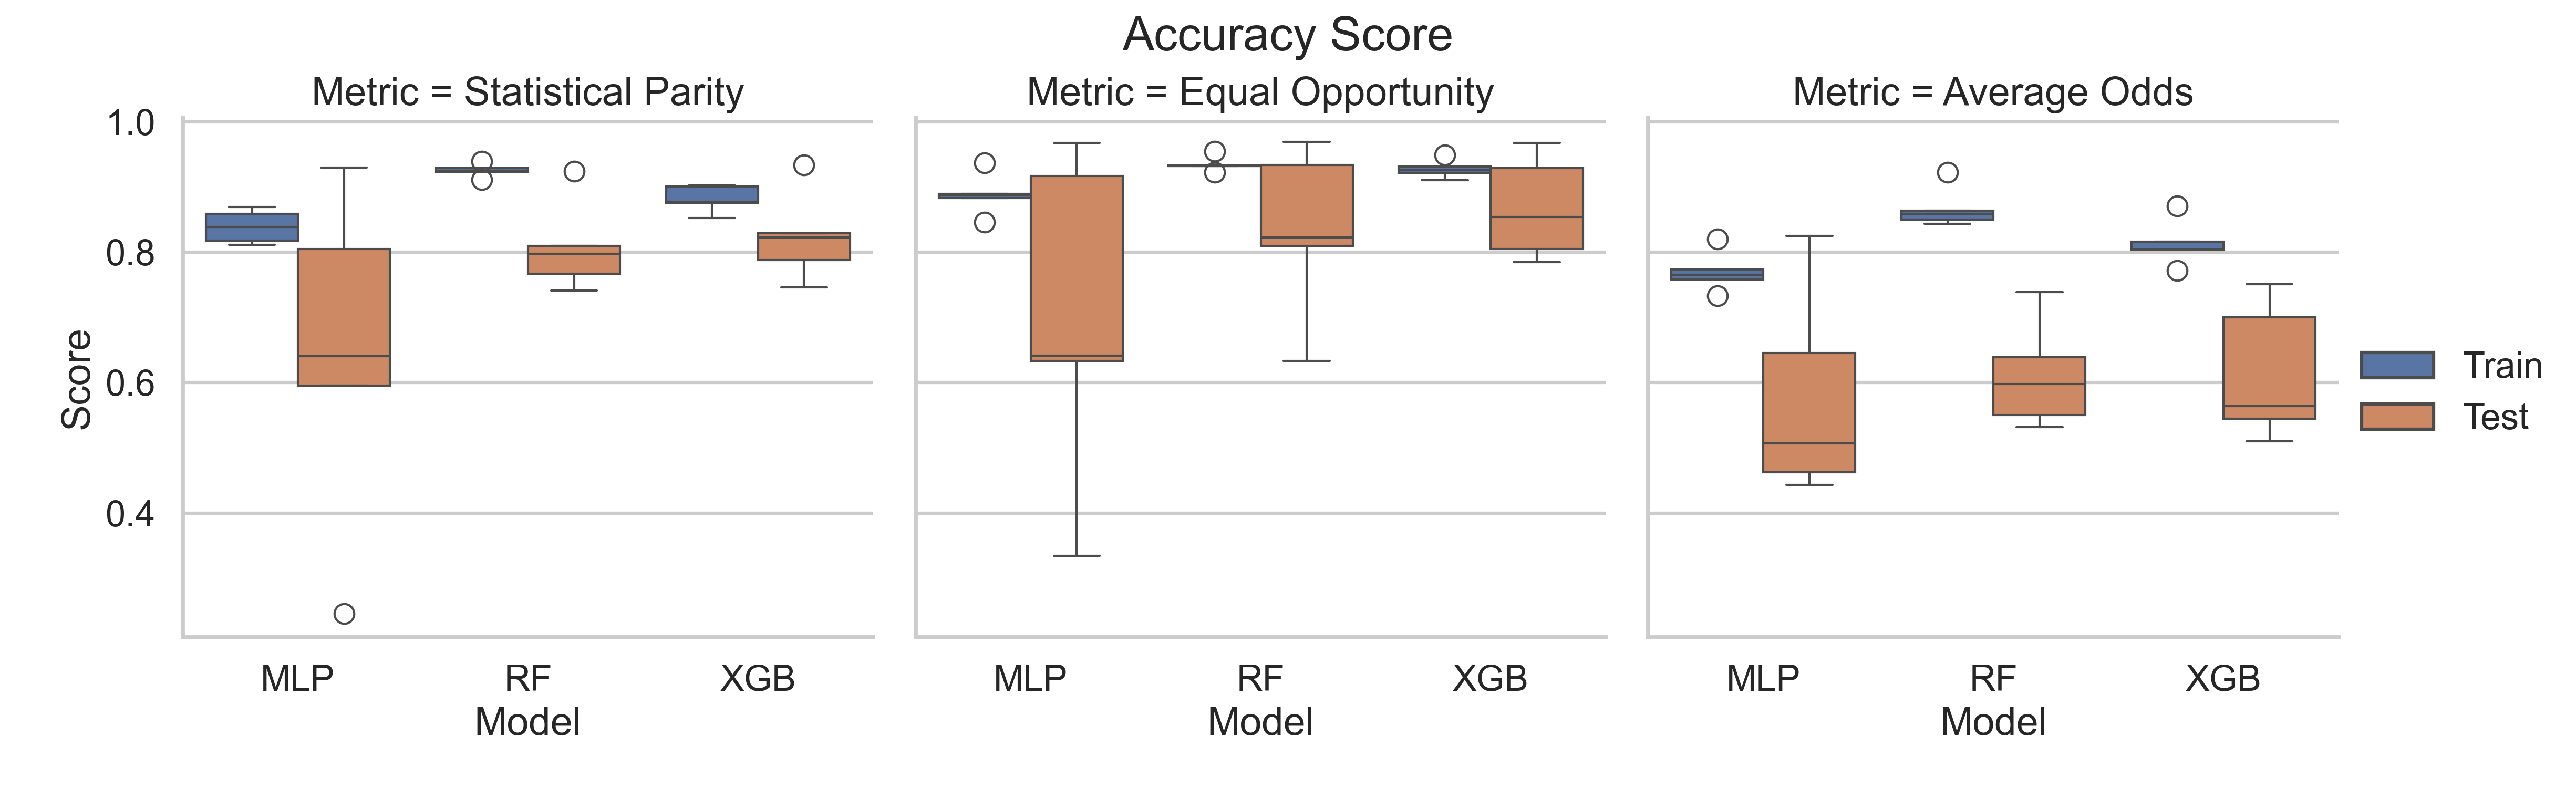 Accuracy Score
Metric = Statistical Parity
Metric = Equal Opportunity
Metric = Average Odds
1.0
0.8
0.6
0.4
Score
MLP RF XGB
MLP RF XGB
MLP RF XGB
Model
Model
Model
Train
Test